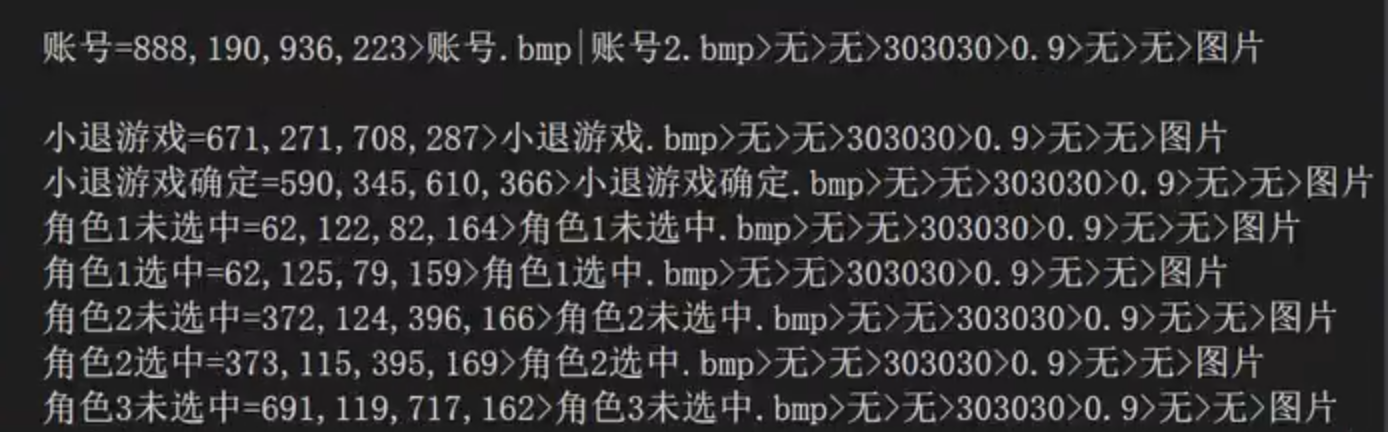 账号=888,190,936,223>账号.bmp|账号2.bmp>无>无>303030>0.9>无>无>图片
小退游戏=671,271,708,287>小退游戏.bmp>无>无>303030>0.9>无>无>图片
小退游戏确定=590,345,610,366>小退游戏确定.bmp>无>无>303030>0.9>无>无>图片
角色1未选中=62,122,82,164>角色1未选中.bmp>无>无>303030>0.9>无>无>图片
角色1选中=62,125,79,159>角色1选中.bmp>无>无>303030>0.9>无>无>图片
角色2未选中=372,124,396,166>角色2未选中.bmp>无>无>303030>0.9>无>无>图片
角色2选中=373,115,395,169>角色2选中.bmp>无>无>303030>0.9>无>无>图片
角色3未选中=691,119,717,162>角色3未选中.bmp>无>无>303030>0.9>无>无>图片